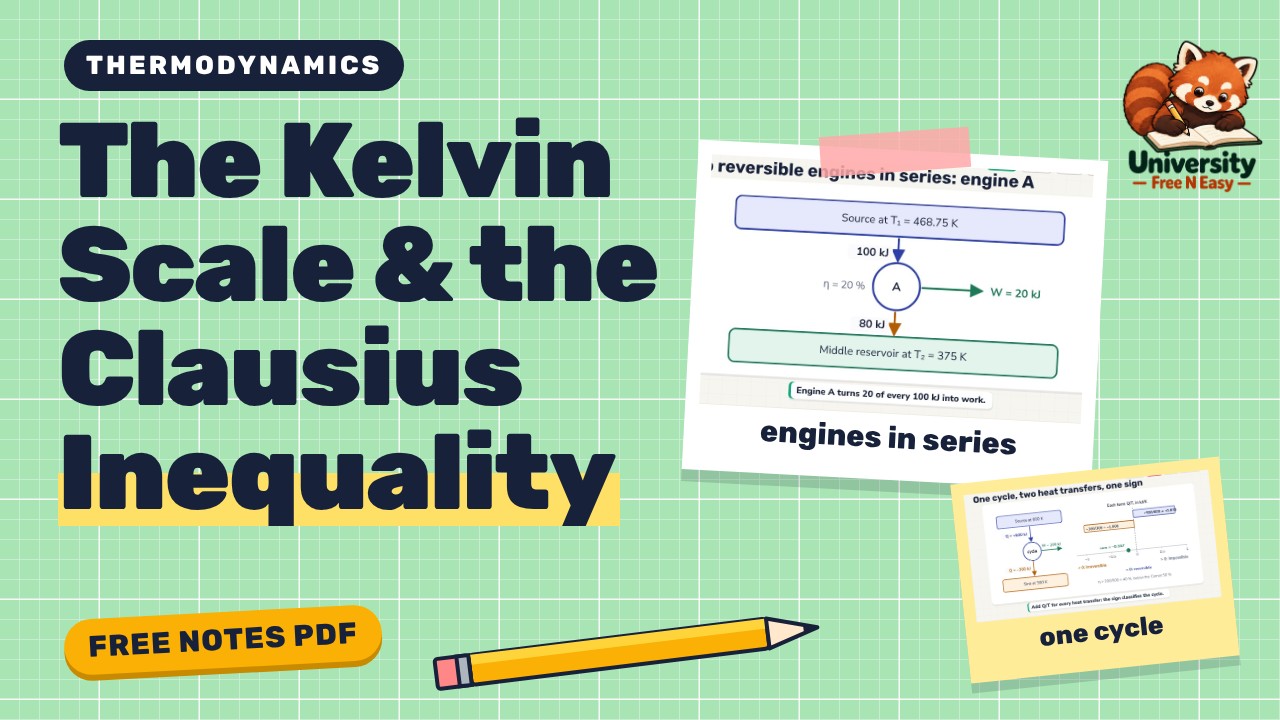 THERMODYNAMICS
The Kelvin
Scale & the
Clausius
Inequality
FREE NOTES PDF
University
Free N Easy
reversible engines in series: engine A
Source at T₁ = 468.75 K
100 kJ
η = 20 %
A
W = 20 kJ
80 kJ
Middle reservoir at T₂ = 375 K
Engine A turns 20 of every 100 kJ into work.
engines in series
One cycle, two heat transfers, one sign
cycle
Add Q/T for every heat transfer: the sign classifies the cycle.
one cycle